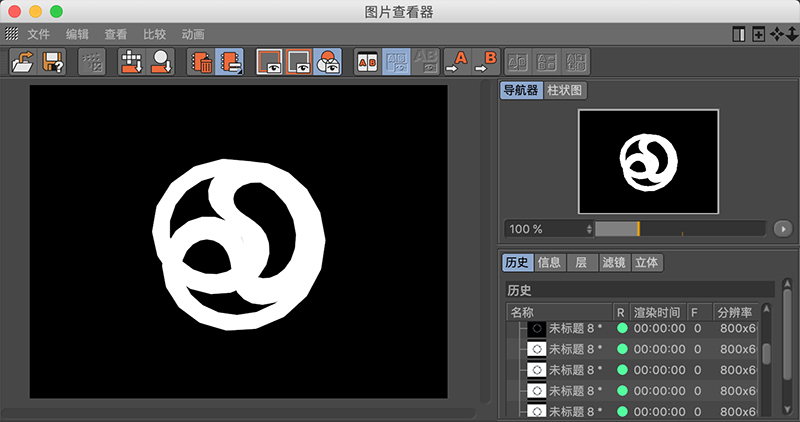 图片查看器
文件 编辑 查看 比较 动画
A B AB A B
导航器 柱状图
100 %
历史 信息 层 滤镜 立体
历史
名称 R 渲染时间 F 分辨率
未标题 8 * 00:00:00 0 800x6
未标题 8 * 00:00:00 0 800x6
未标题 8 * 00:00:00 0 800x6
未标题 8 * 00:00:00 0 800x6
未标题 8 * 00:00:00 0 800x6